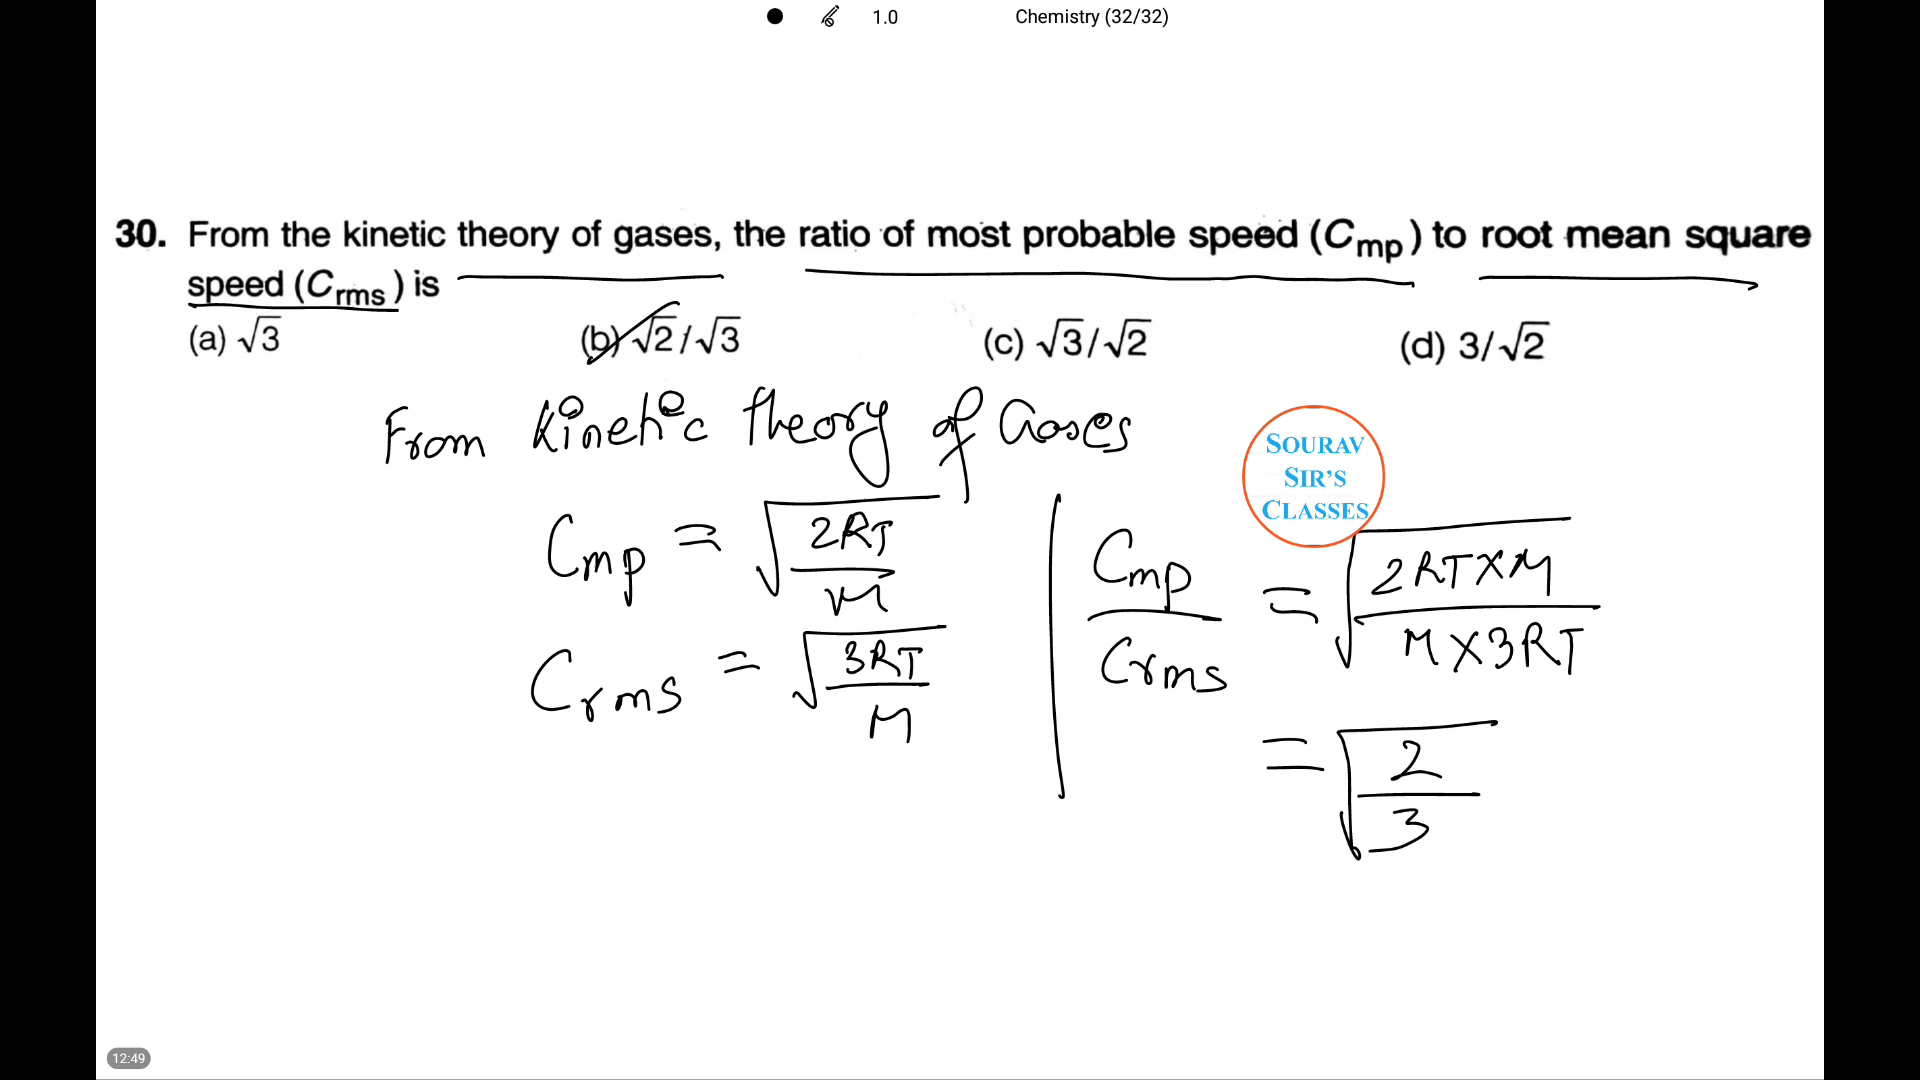 1.0 Chemistry (32/32)
30. From the kinetic theory of gases, the ratio of most probable speed (Cmp) to root mean square
speed (Crms) is
(a) √3 (b) √2/√3 (c) √3/√2 (d) 3/√2
From Kinetic theory of Gases
SOURAV
SIR'S
CLASSES
Cmp = √(2RT/M)
Crms = √(3RT/M)
Cmp/Crms = √(2RT×M/M×3RT)
= √(2/3)
12:49